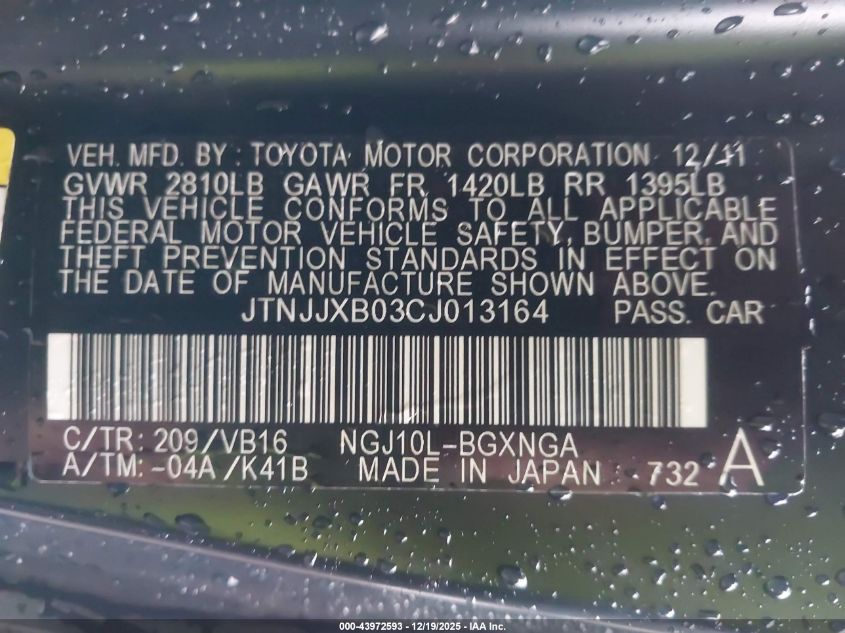 VEH. MFD. BY : TOYOTA MOTOR CORPORATION 12/11
GVWR 2810LB GAWR FR 1420LB RR 1395LB
THIS VEHICLE CONFORMS TO ALL APPLICABLE
FEDERAL MOTOR VEHICLE SAFETY, BUMPER, AND
THEFT PREVENTION STANDARDS IN EFFECT ON
THE DATE OF MANUFACTURE SHOWN ABOVE.
JTNJJXB03CJ013164 PASS. CAR
C/TR: 209/VB16 NGJ10L-BGXNGA
A/TM: -04A/K41B MADE IN JAPAN 732 A
000-43972593 - 12/19/2025 - IAA Inc.